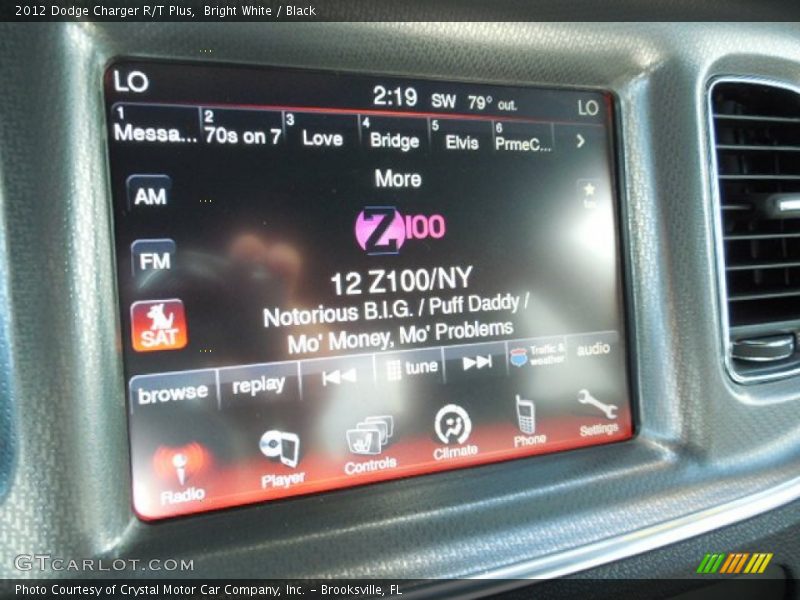 2012 Dodge Charger R/T Plus,  Bright White / Black
LO
2:19 SW 79° out.
LO
1 Messa...
2 70s on 7
3 Love
4 Bridge
5 Elvis
6 PrmeC...
More
AM
FM
SAT
Z100
12 Z100/NY
Notorious B.I.G. / Puff Daddy /
Mo' Money, Mo' Problems
browse
replay
tune
Traffic &
weather
audio
Radio
Player
Controls
Climate
Phone
Settings
GTCARLOT.COM
Photo Courtesy of Crystal Motor Car Company, Inc. – Brooksville, FL